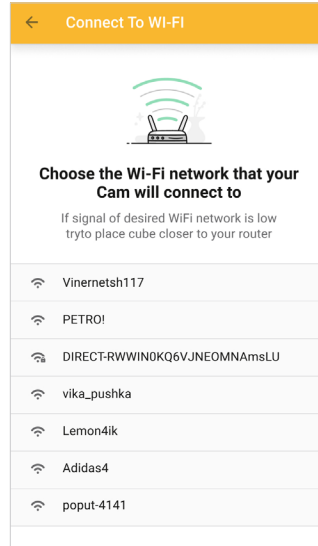 Connect To WI-FI
Choose the Wi-Fi network that your
Cam will connect to
If signal of desired WiFi network is low
tryto place cube closer to your router
Vinernetsh117
PETRO!
DIRECT-RWWIN0KQ6VJNEOMNAmsLU
vika_pushka
Lemon4ik
Adidas4
poput-4141